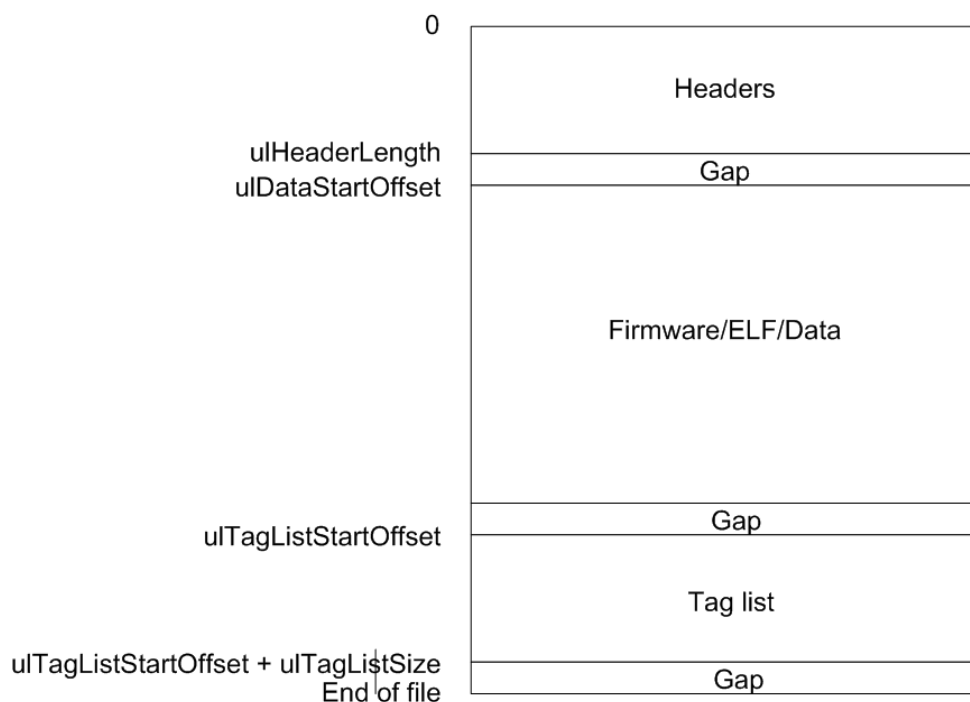 0
Headers
ulHeaderLength
Gap
ulDataStartOffset
Firmware/ELF/Data
Gap
ulTagListStartOffset
Tag list
ulTagListStartOffset + ulTagListSize
Gap
End of file